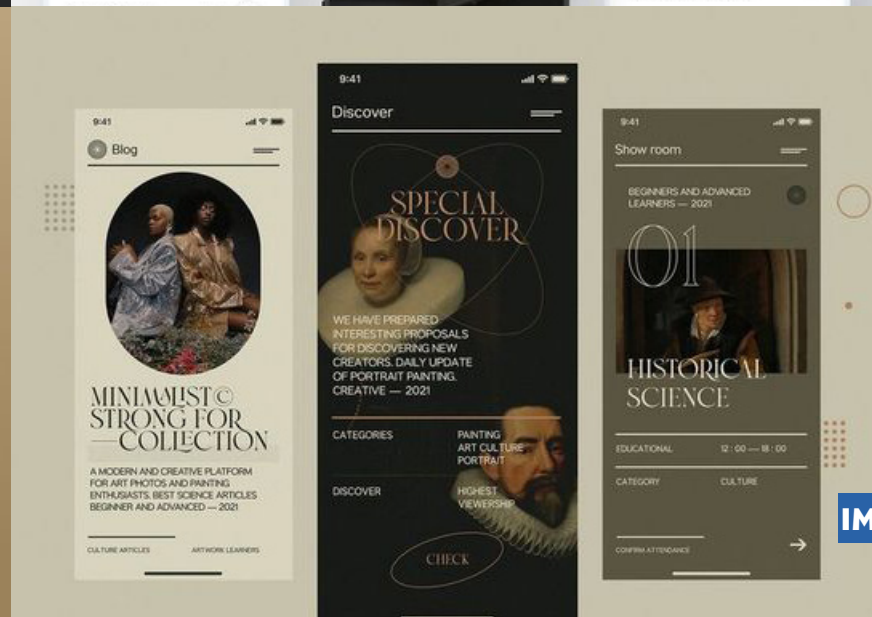 9:41
Blog
MINIMALIST©
STRONG FOR
—COLLECTION
A MODERN AND CREATIVE PLATFORM
FOR ART PHOTOS AND PAINTING
ENTHUSIASTS. BEST SCIENCE ARTICLES
BEGINNER AND ADVANCED — 2021
CULTURE ARTICLES
ARTWORK LEARNERS
9:41
Discover
SPECIAL
DISCOVER
WE HAVE PREPARED
INTERESTING PROPOSALS
FOR DISCOVERING NEW
CREATORS. DAILY UPDATE
OF PORTRAIT PAINTING.
CREATIVE — 2021
CATEGORIES
PAINTING
ART CULTURE
PORTRAIT
DISCOVER
HIGHEST
VIEWERSHIP
CHECK
9:41
Show room
BEGINNERS AND ADVANCED
LEARNERS — 2021
01
HISTORICAL
SCIENCE
EDUCATIONAL
12:00 — 18:00
CATEGORY
CULTURE
CONFIRM ATTENDANCE
IM